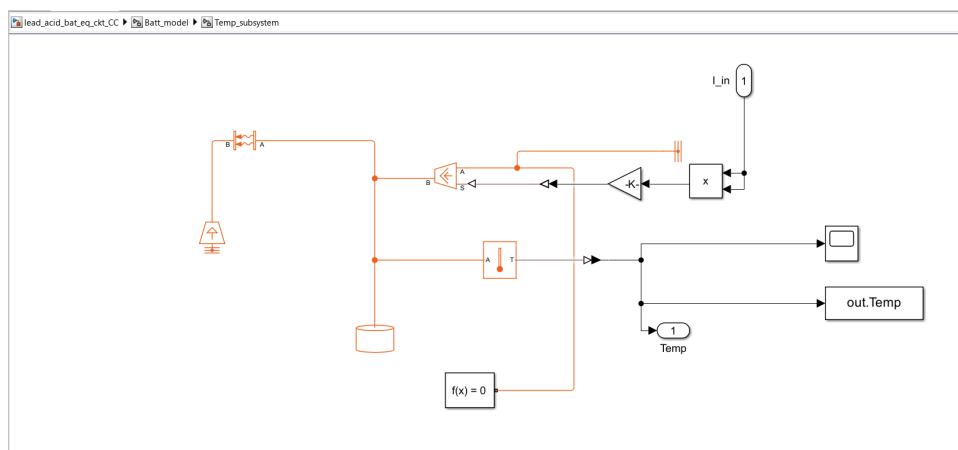 lead_acid_bat_eq_ckt_CC Batt_model Temp_subsystem
I_in 1
B A
A
B S
-K- x
A T
out.Temp
1
Temp
f(x) = 0